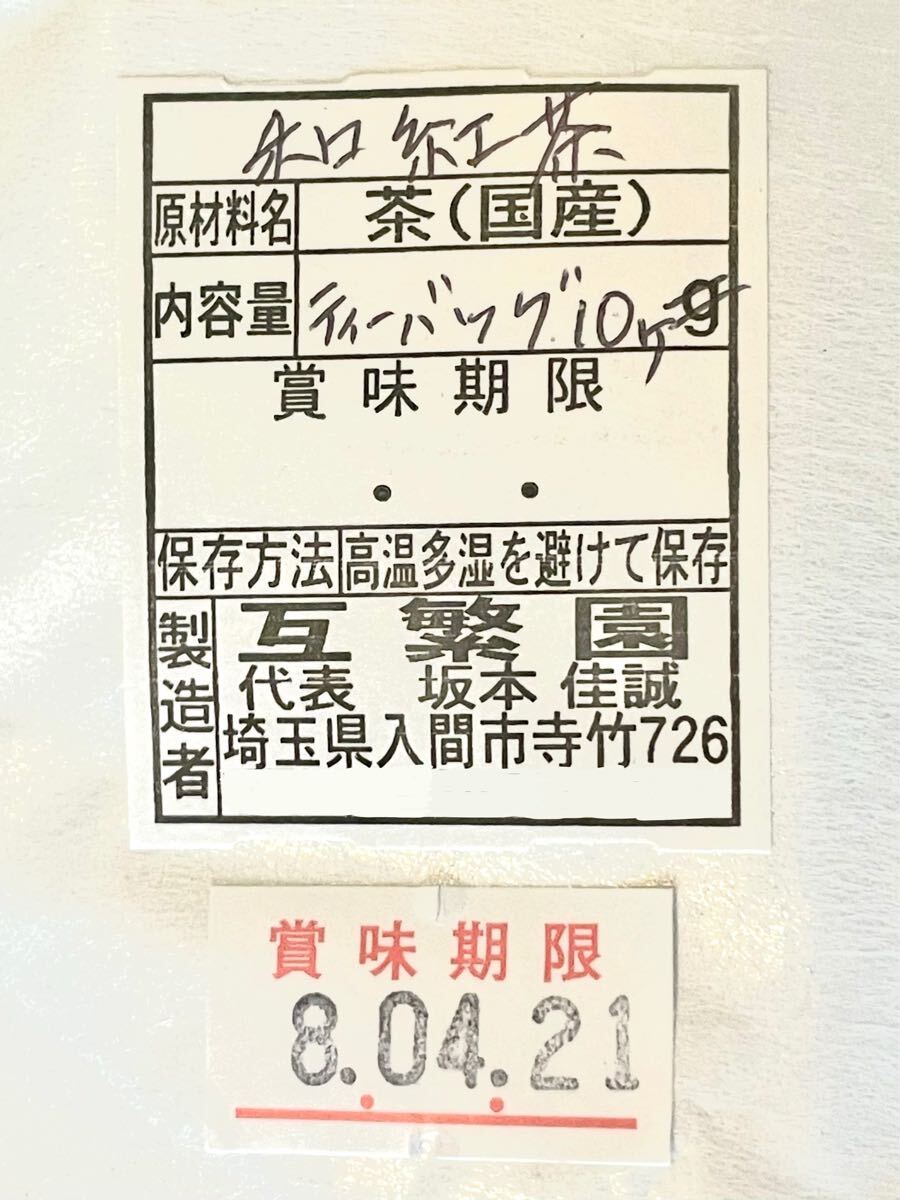 和紅茶
原材料名 茶(国産)
内容量 ティーバッグ10ヶg
賞味期限
. .
保存方法 高温多湿を避けて保存
製造者 互繁園
代表 坂本 佳誠
埼玉県入間市寺竹726
賞味期限
8.04.21